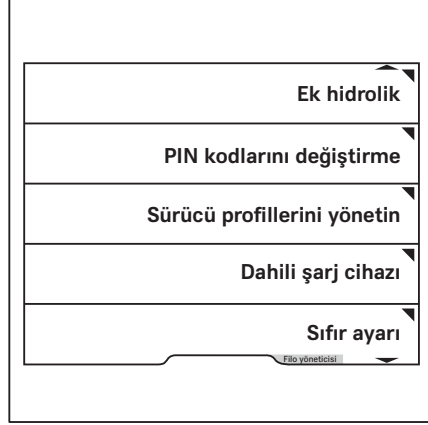 Ek hidrolik
PIN kodlarını değiştirme
Sürücü profillerini yönetin
Dahili şarj cihazı
Sıfır ayarı
Filo yöneticisi